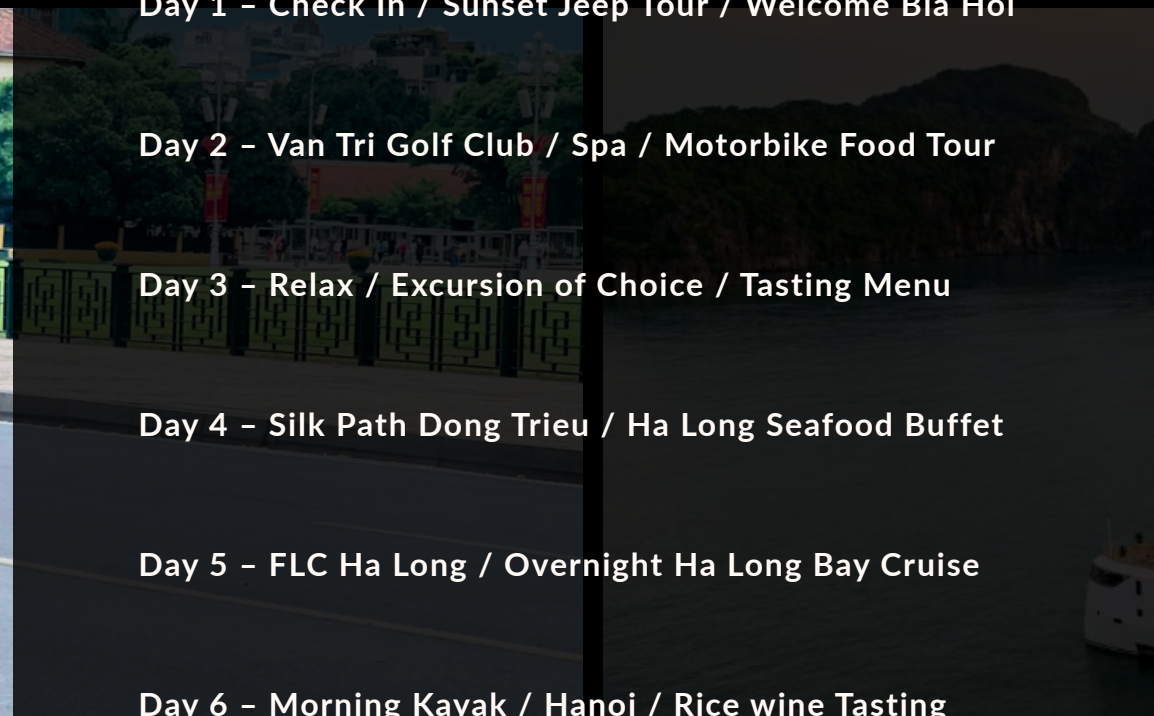 Day 1 – Check In / Sunset Jeep Tour / Welcome Bia Hoi
Day 2 – Van Tri Golf Club / Spa / Motorbike Food Tour
Day 3 – Relax / Excursion of Choice / Tasting Menu
Day 4 – Silk Path Dong Trieu / Ha Long Seafood Buffet
Day 5 – FLC Ha Long / Overnight Ha Long Bay Cruise
Day 6 – Morning Kayak / Hanoi / Rice wine Tasting